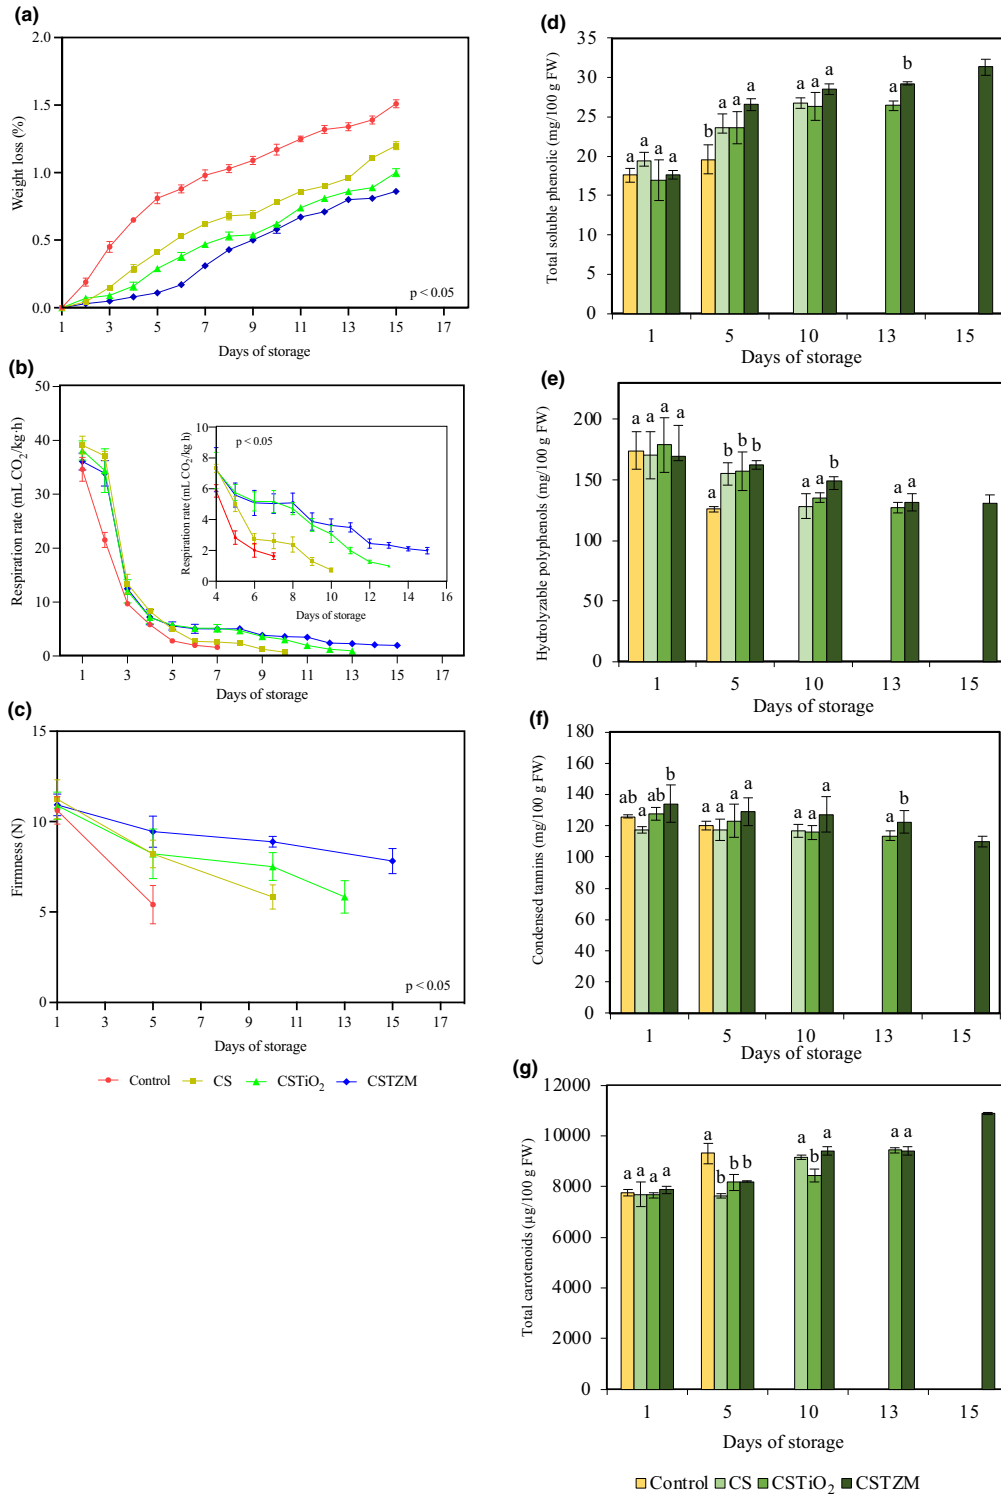 (a)
2.0
1.5
1.0
0.5
0.0
Weight loss (%)
p < 0.05
1 3 5 7 9 11 13 15 17
Days of storage
(b)
50
40
30
20
10
0
Respiration rate (mL CO2/kg·h)
10
8
6
4
2
0
Respiration rate (mL CO2/kg h)
p < 0.05
4 6 8 10 12 14 16
Days of storage
1 3 5 7 9 11 13 15 17
Days of storage
(c)
15
10
5
0
Firmness (N)
p < 0.05
1 3 5 7 9 11 13 15 17
Days of storage
Control CS CSTiO2 CSTZM
(d)
35
30
25
20
15
10
5
0
Total soluble phenolic (mg/100 g FW)
a a a a b a a a a a a a b
1 5 10 13 15
Days of storage
(e)
200
150
100
50
0
Hydrolyzable polyphenols (mg/100 g FW)
a a a a a b b b a a b a a
1 5 10 13 15
Days of storage
(f)
180
160
140
120
100
80
60
40
20
0
Condensed tannins (mg/100 g FW)
ab a ab b a a a a a a a a b
1 5 10 13 15
Days of storage
(g)
12000
10000
8000
6000
4000
2000
0
Total carotenoids (µg/100 g FW)
a a a a a b b b a b a a a
1 5 10 13 15
Days of storage
Control CS CSTiO2 CSTZM